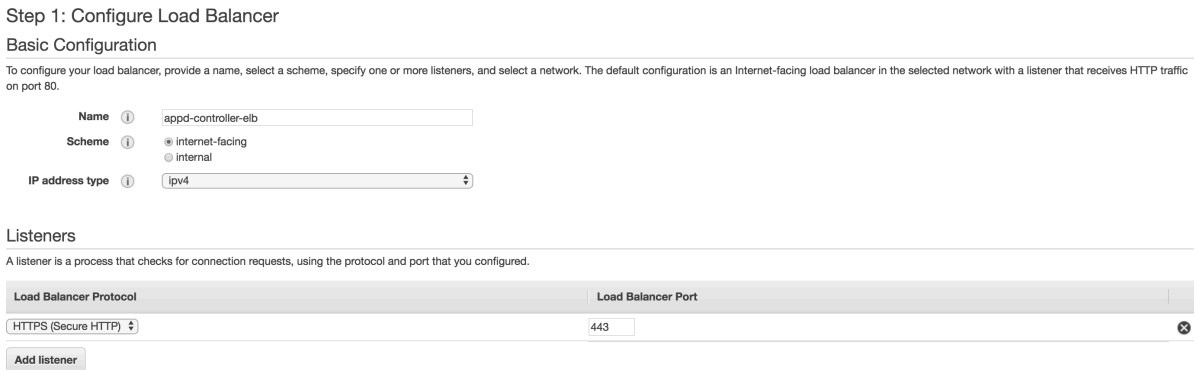 Step 1: Configure Load Balancer
Basic Configuration
To configure your load balancer, provide a name, select a scheme, specify one or more listeners, and select a network. The default configuration is an Internet-facing load balancer in the selected network with a listener that receives HTTP traffic
on port 80.
Name i appd-controller-elb
Scheme i internet-facing
internal
IP address type i ipv4
Listeners
A listener is a process that checks for connection requests, using the protocol and port that you configured.
Load Balancer Protocol Load Balancer Port
HTTPS (Secure HTTP) 443
Add listener